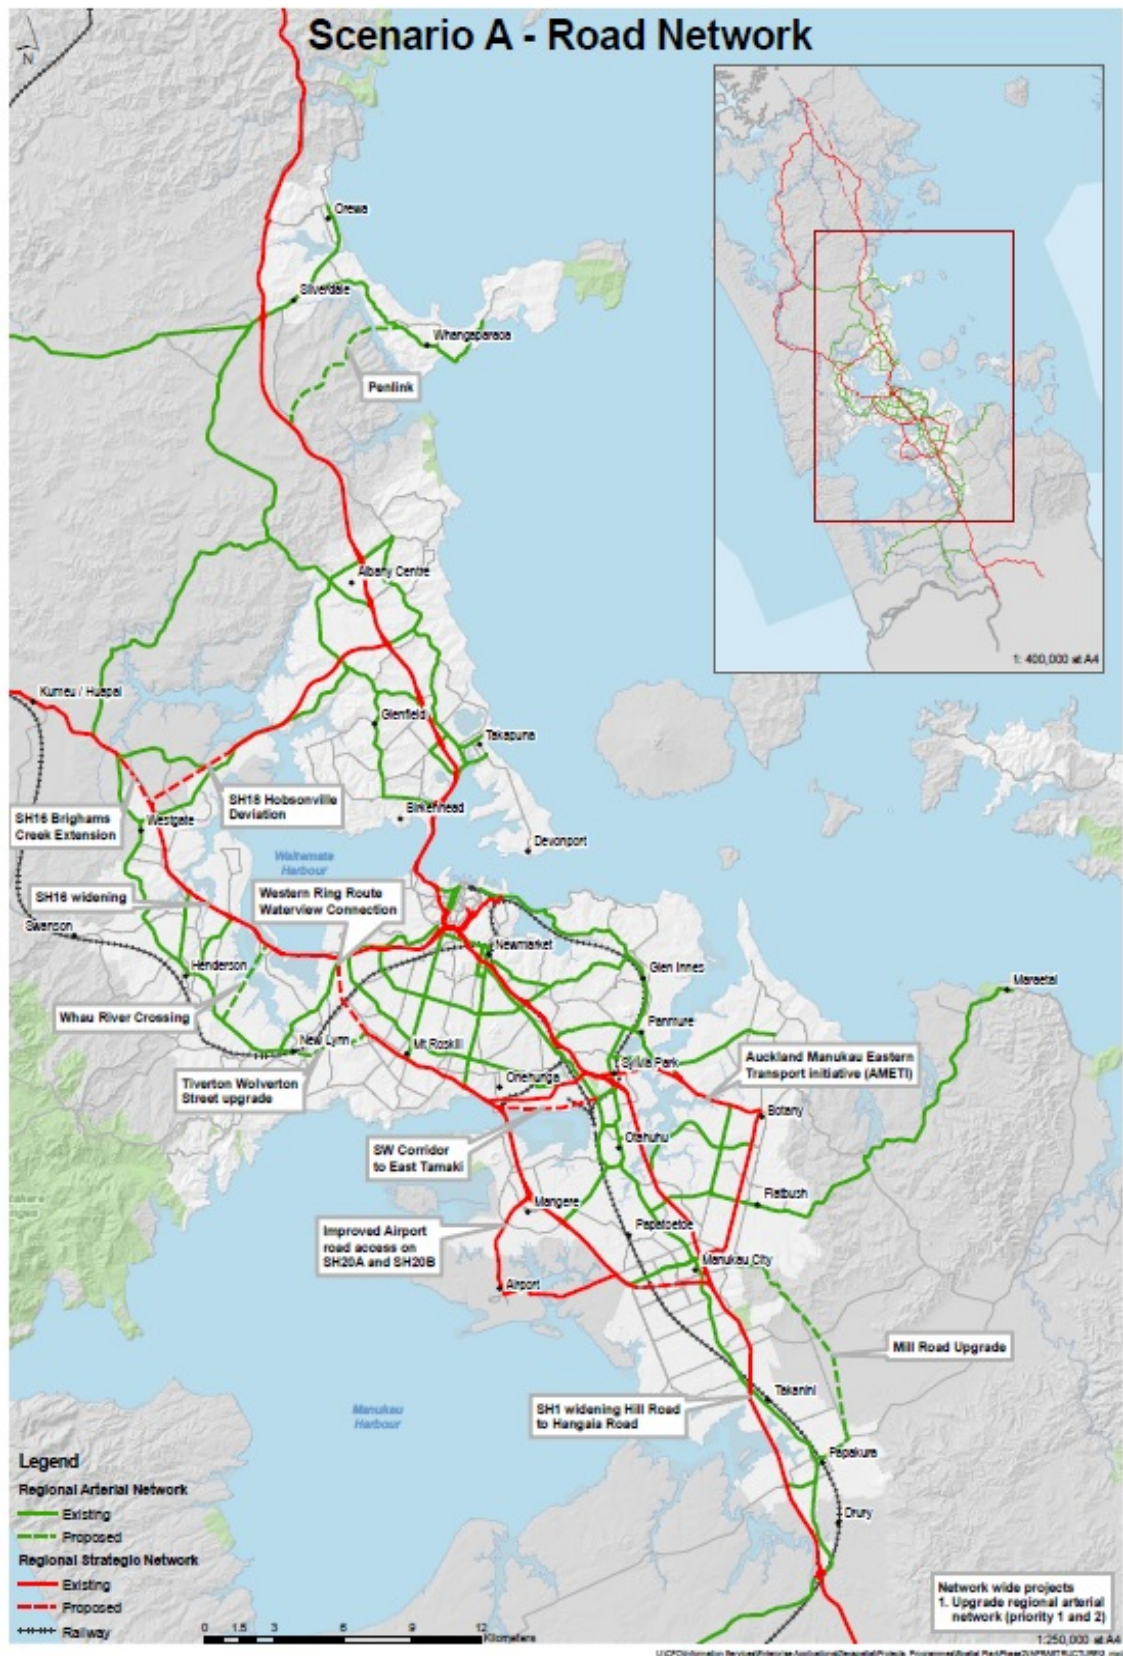 Scenario A - Road Network
N
1: 400,000 at A4
Orewa
Silverdale
Whangaparaoa
Penlink
Albany Centre
Kumeu / Huapai
Glenfield
Takapuna
SH18 Hobsonville
Deviation
SH16 Brighams
Creek Extension
Westgate
Birkenhead
Devonport
Waitemata
Harbour
SH16 widening
Western Ring Route
Waterview Connection
Swanson
Newmarket
Henderson
Glen Innes
Maraetai
Whau River Crossing
Panmure
New Lynn
Mt Roskill
Sylvia Park
Auckland Manukau Eastern
Transport initiative (AMETI)
Tiverton Wolverton
Street upgrade
Onehunga
Botany
SW Corridor
to East Tamaki
Otahuhu
Flatbush
Mangere
Improved Airport
road access on
SH20A and SH20B
Papatoetoe
Manukau City
Airport
Mill Road Upgrade
Takanini
SH1 widening Hill Road
to Hangaia Road
Manukau
Harbour
Papakura
Drury
Legend
Regional Arterial Network
Existing
Proposed
Regional Strategic Network
Existing
Proposed
Railway
0 1.5 3 6 9 12
Kilometers
Network wide projects
1. Upgrade regional arterial
network (priority 1 and 2)
1:250,000 at A4